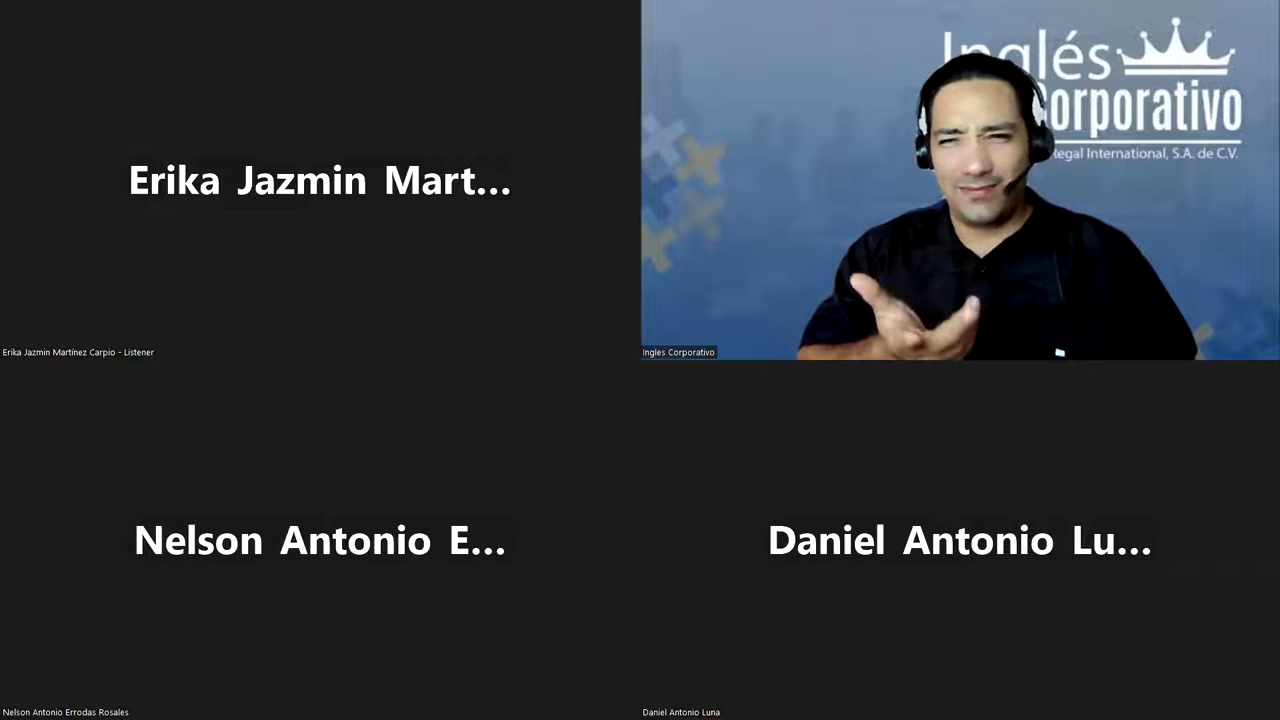 Erika Jazmin Mart...
Erika Jazmin Martínez Carpio - Listener
Inglés
Corporativo
Regal International, S.A. de C.V.
Ingles Corporativo
Nelson Antonio E...
Nelson Antonio Errodas Rosales
Daniel Antonio Lu...
Daniel Antonio Luna